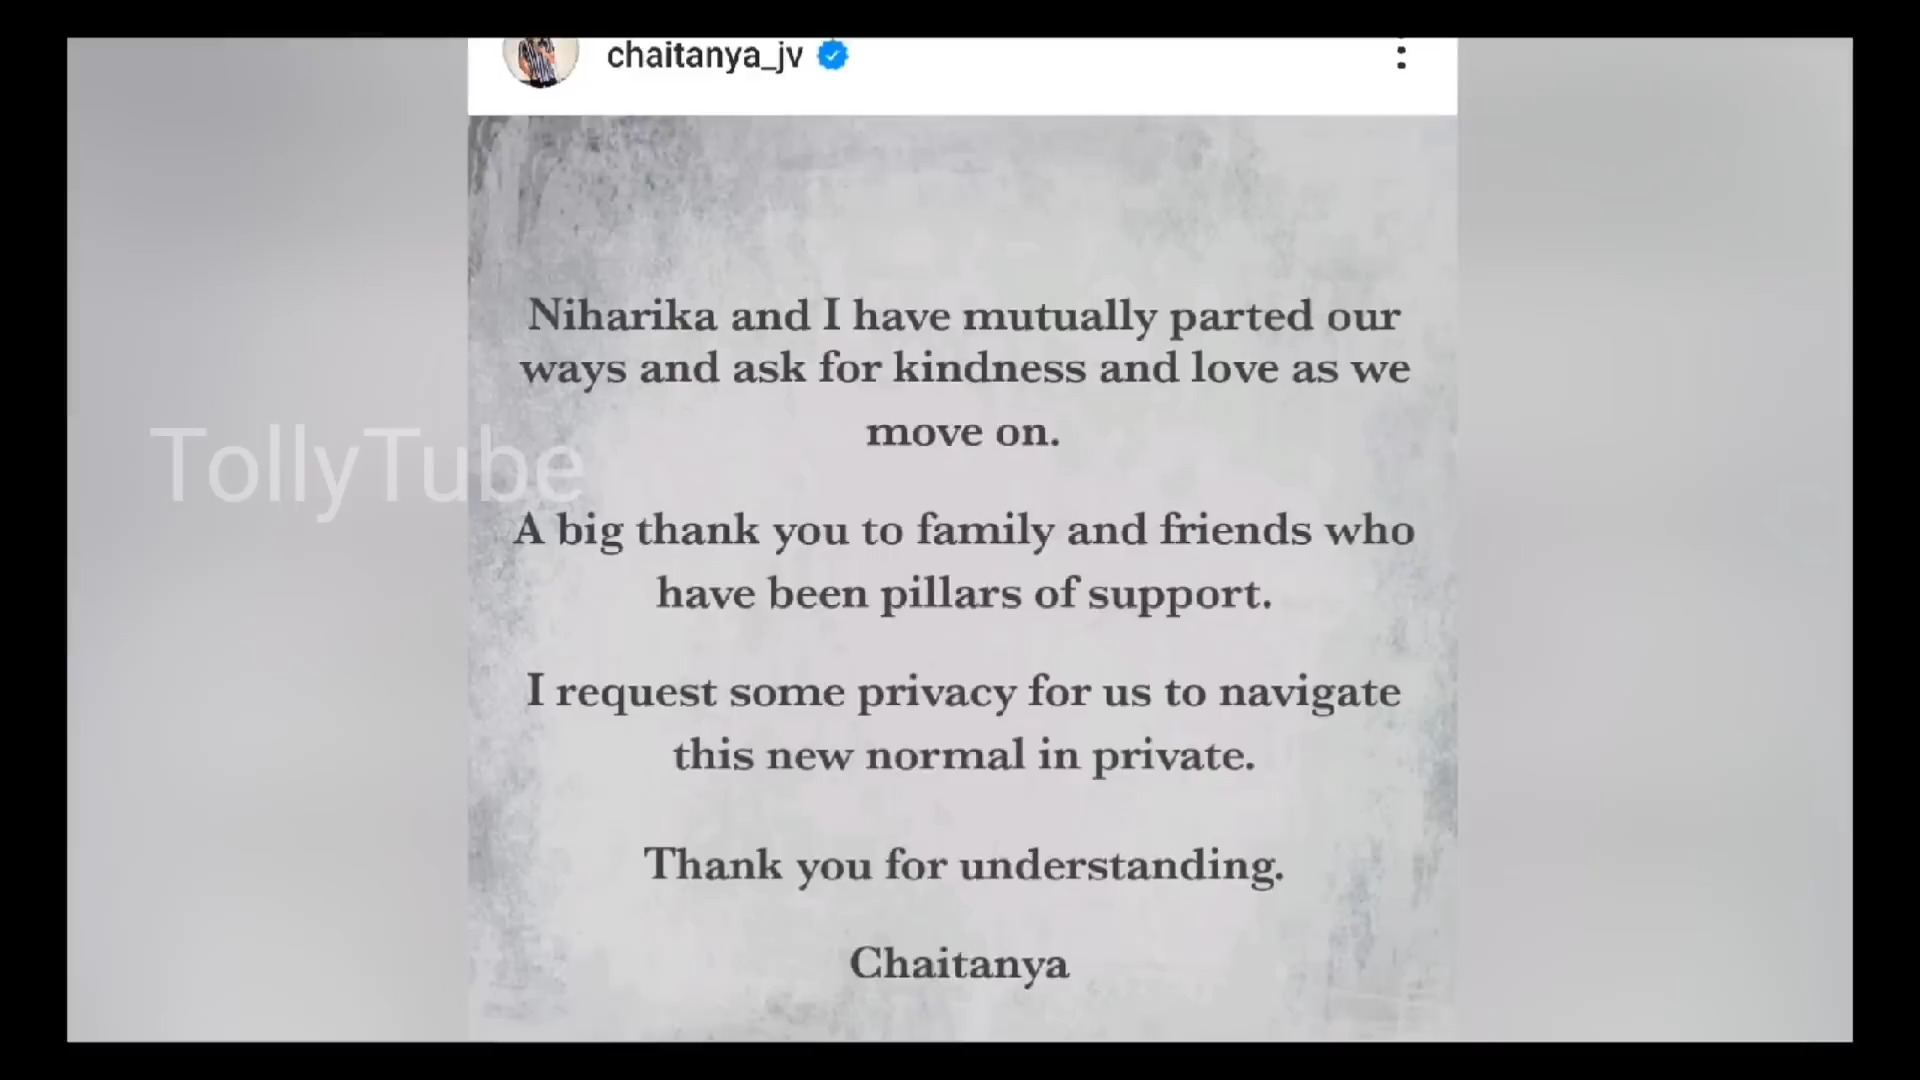 chaitanya_jv
Niharika and I have mutually parted our
ways and ask for kindness and love as we
move on.
TollyTube
A big thank you to family and friends who
have been pillars of support.
I request some privacy for us to navigate
this new normal in private.
Thank you for understanding.
Chaitanya